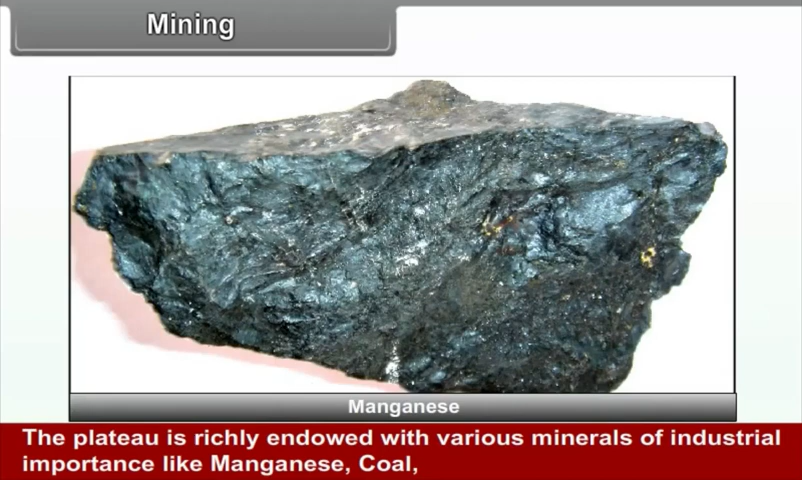 Mining
Manganese
The plateau is richly endowed with various minerals of industrial
importance like Manganese, Coal,